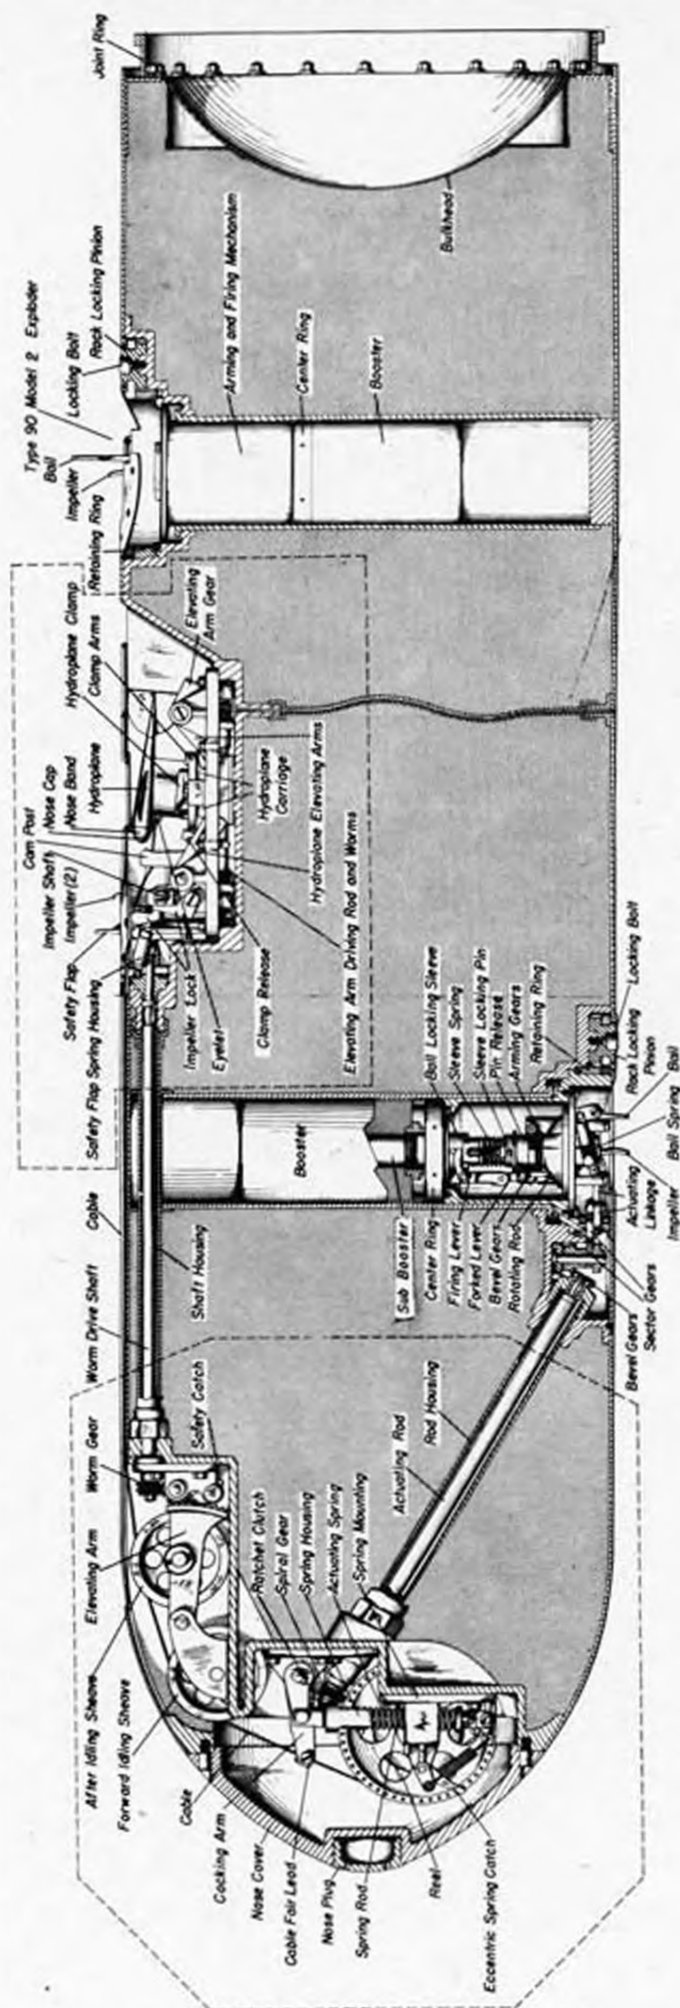 Joint Ring
Bulkhead
Arming and Firing Mechanism
Center Ring
Booster
Rack Locking Pinion
Locking Bolt
Type 90 Model 2 Exploder
Bail
Impeller
Retaining Ring
Elevating
Arm Gear
Hydroplane Clamp
Clamp Arms
Hydroplane
Nose Band
Nose Cap
Cam Post
Impeller Shaft
Impeller (2)
Safety Flap
Safety Flap Spring Housing
Impeller Lock
Eyelet
Clamp Release
Hydroplane
Carriage
Hydroplane Elevating Arms
Elevating Arm Driving Rod and Worms
Bail Locking Sleeve
Sleeve Spring
Sleeve Locking Pin
Pin Release
Arming Gears
Retaining Ring
Locking Bolt
Rack Locking
Pinion
Bail
Bail Spring
Impeller
Actuating
Lekage
Sector Gears
Bevel Gears
Booster
Sub Booster
Center Ring
Firing Lever
Forked Lever
Bevel Gears
Rotating Rod
Cable
Shaft Housing
Worm Drive Shaft
Worm Gear
Safety Catch
Elevating Arm
After Idling Sheave
Forward Idling Sheave
Ratchet Clutch
Spiral Gear
Spring Housing
Actuating Spring
Spring Mounting
Actuating Rod
Rod Housing
Cable
Cocking Arm
Nose Cover
Cable Fair Lead
Nose Plug
Spring Rod
Reel
Eccentric Spring Catch